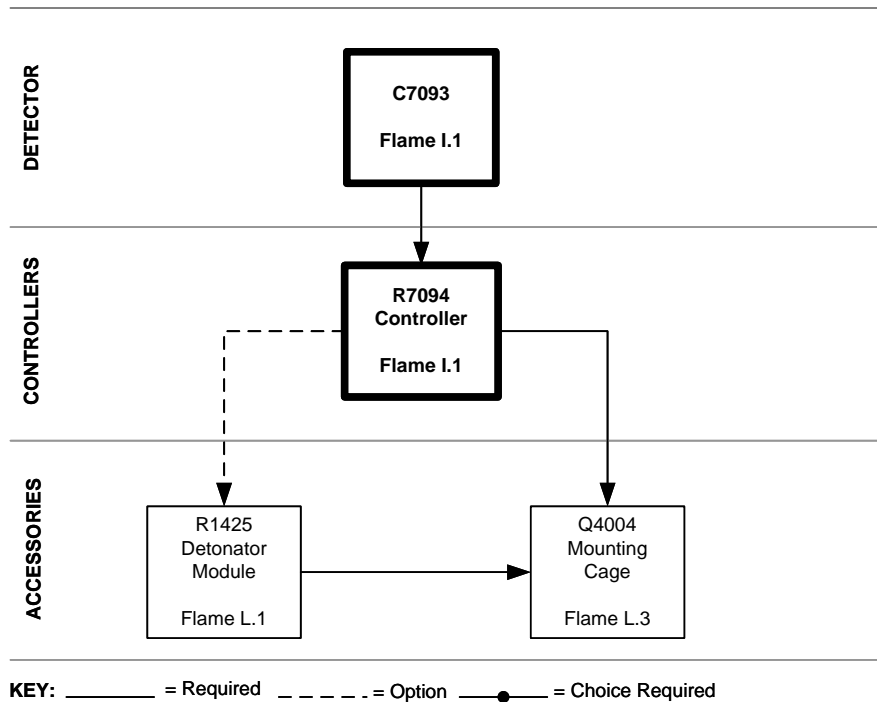 DETECTOR
C7093
Flame I.1
CONTROLLERS
R7094
Controller
Flame I.1
ACCESSORIES
R1425
Detonator
Module
Flame L.1
Q4004
Mounting
Cage
Flame L.3
KEY: = Required = Option = Choice Required